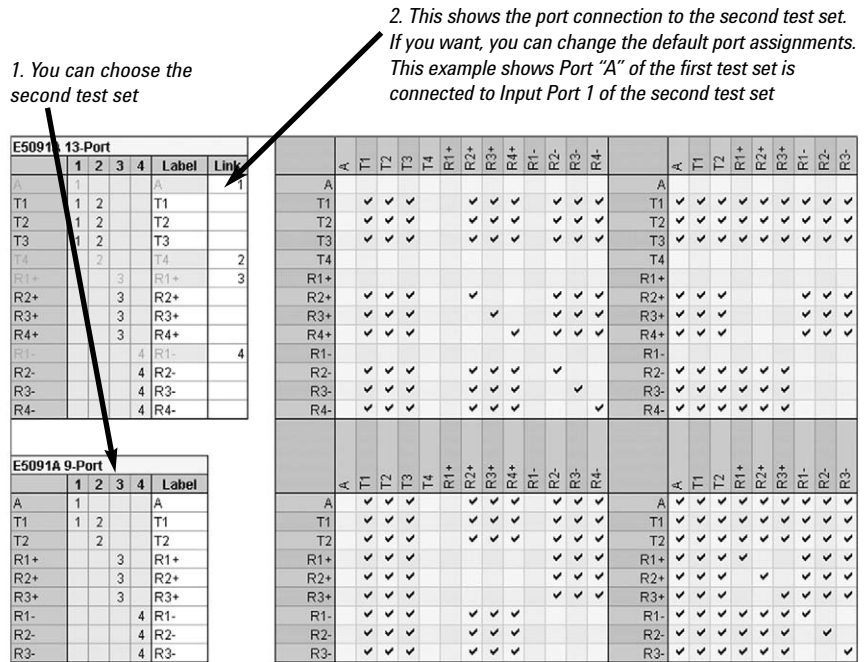 2. This shows the port connection to the second test set.
If you want, you can change the default port assignments.
This example shows Port "A" of the first test set is
connected to Input Port 1 of the second test set
1. You can choose the
second test set
E5091A 13-Port
1 2 3 4 Label Link
A 1 A 1
T1 1 2 T1
T2 1 2 T2
T3 1 2 T3
T4 2 T4 2
R1+ 3 R1+ 3
R2+ 3 R2+
R3+ 3 R3+
R4+ 3 R4+
R1- 4 R1- 4
R2- 4 R2-
R3- 4 R3-
R4- 4 R4-
A T1 T2 T3 T4 R1+ R2+ R3+ R4+ R1- R2- R3- R4-
A
T1
T2
T3
T4
R1+
R2+
R3+
R4+
R1-
R2-
R3-
R4-
A T1 T2 R1+ R2+ R3+ R1- R2- R3-
A
T1
T2
T3
T4
R1+
R2+
R3+
R4+
R1-
R2-
R3-
R4-
E5091A 9-Port
1 2 3 4 Label
A 1 A
T1 1 2 T1
T2 2 T2
R1+ 3 R1+
R2+ 3 R2+
R3+ 3 R3+
R1- 4 R1-
R2- 4 R2-
R3- 4 R3-
A T1 T2 T3 T4 R1+ R2+ R3+ R4+ R1- R2- R3- R4-
A
T1
T2
R1+
R2+
R3+
R1-
R2-
R3-
A T1 T2 R1+ R2+ R3+ R1- R2- R3-
A
T1
T2
R1+
R2+
R3+
R1-
R2-
R3-